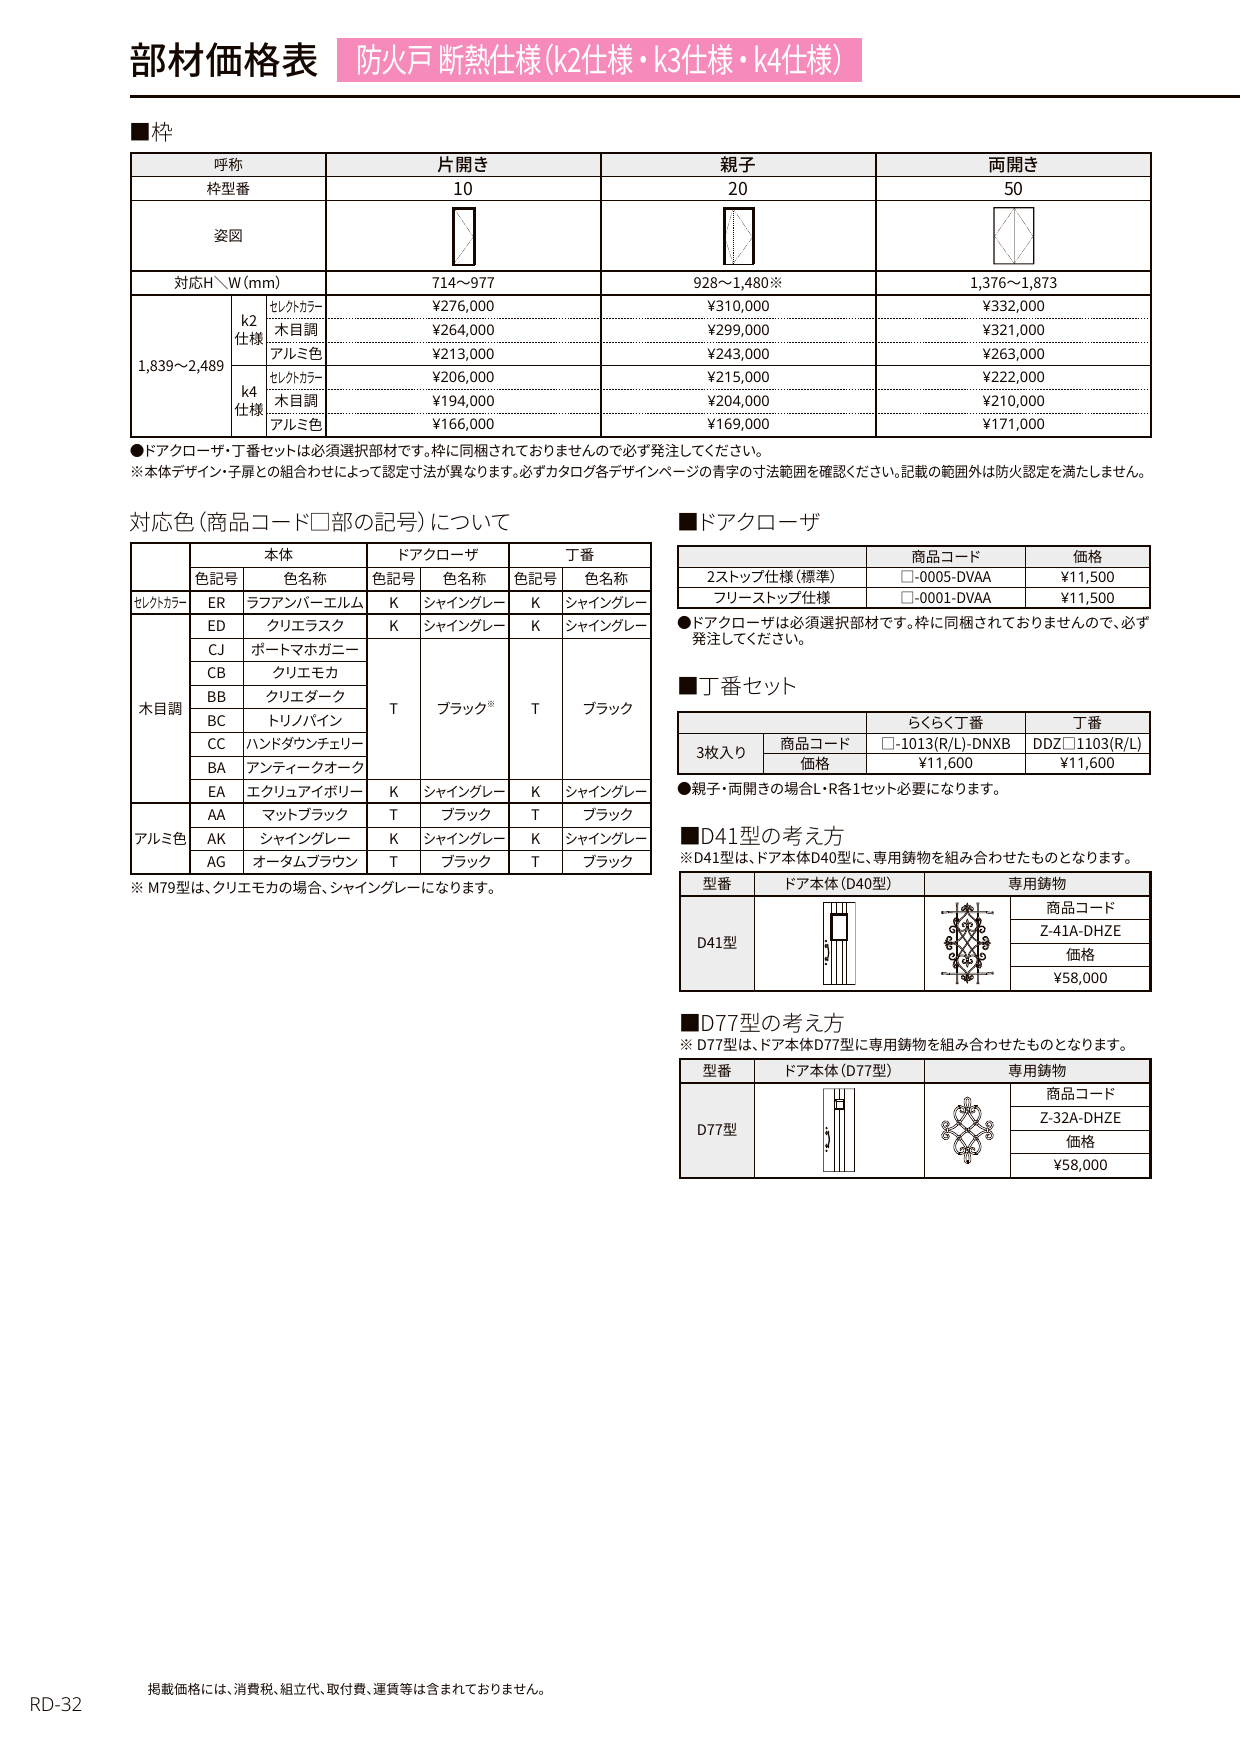 部材価格表 防火戸 断熱仕様(k2仕様・k3仕様・k4仕様)
■枠
呼称 片開き 親子 両開き
枠型番 10 20 50
姿図
対応H＼W(mm) 714～977 928～1,480※ 1,376～1,873
1,839～2,489
k2仕様
セレクトカラー ¥276,000 ¥310,000 ¥332,000
木目調 ¥264,000 ¥299,000 ¥321,000
アルミ色 ¥213,000 ¥243,000 ¥263,000
k4仕様
セレクトカラー ¥206,000 ¥215,000 ¥222,000
木目調 ¥194,000 ¥204,000 ¥210,000
アルミ色 ¥166,000 ¥169,000 ¥171,000
●ドアクローザ・丁番セットは必須選択部材です。枠に同梱されておりませんので必ず発注してください。
※本体デザイン・子扉との組合わせによって認定寸法が異なります。必ずカタログ各デザインページの青字の寸法範囲を確認ください。記載の範囲外は防火認定を満たしません。
対応色(商品コード□部の記号)について
本体 ドアクローザ 丁番
色記号 色名称 色記号 色名称 色記号 色名称
セレクトカラー ER ラフアンバーエルム K シャイングレー K シャイングレー
木目調
ED クリエラスク K シャイングレー K シャイングレー
CJ ポートマホガニー
CB クリエモカ
BB クリエダーク
T ブラック※ T ブラック
BC トリノパイン
CC ハンドダウンチェリー
BA アンティークオーク
EA エクリュアイボリー K シャイングレー K シャイングレー
アルミ色
AA マットブラック T ブラック T ブラック
AK シャイングレー K シャイングレー K シャイングレー
AG オータムブラウン T ブラック T ブラック
※ M79型は、クリエモカの場合、シャイングレーになります。
■ドアクローザ
商品コード 価格
2ストップ仕様(標準) □-0005-DVAA ¥11,500
フリーストップ仕様 □-0001-DVAA ¥11,500
●ドアクローザは必須選択部材です。枠に同梱されておりませんので、必ず
発注してください。
■丁番セット
らくらく丁番 丁番
3枚入り
商品コード □-1013(R/L)-DNXB DDZ□1103(R/L)
価格 ¥11,600 ¥11,600
●親子・両開きの場合L・R各1セット必要になります。
■D41型の考え方
※D41型は、ドア本体D40型に、専用鋳物を組み合わせたものとなります。
型番 ドア本体(D40型) 専用鋳物
D41型
商品コード
Z-41A-DHZE
価格
¥58,000
■D77型の考え方
※ D77型は、ドア本体D77型に専用鋳物を組み合わせたものとなります。
型番 ドア本体(D77型) 専用鋳物
D77型
商品コード
Z-32A-DHZE
価格
¥58,000
掲載価格には、消費税、組立代、取付費、運賃等は含まれておりません。
RD-32